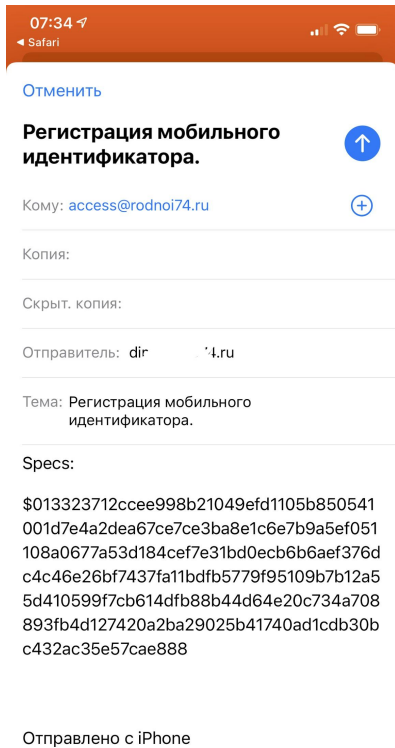 07:34
Safari
Отменить
Регистрация мобильного
идентификатора.
Кому: access@rodnoi74.ru
Копия:
Скрыт. копия:
Отправитель: 4.ru
Тема: Регистрация мобильного
идентификатора.
Specs:
$013323712ccee998b21049efd1105b850541
001d7e4a2dea67ce7ce3ba8e1c6e7b9a5ef051
108a0677a53d184cef7e31bd0ecb6b6aef376d
c4c46e26bf7437fa11bdfb5779f95109b7b12a5
5d410599f7cb614dfb88b44d64e20c734a708
893fb4d127420a2ba29025b41740ad1cdb30b
c432ac35e57cae888
Отправлено с iPhone